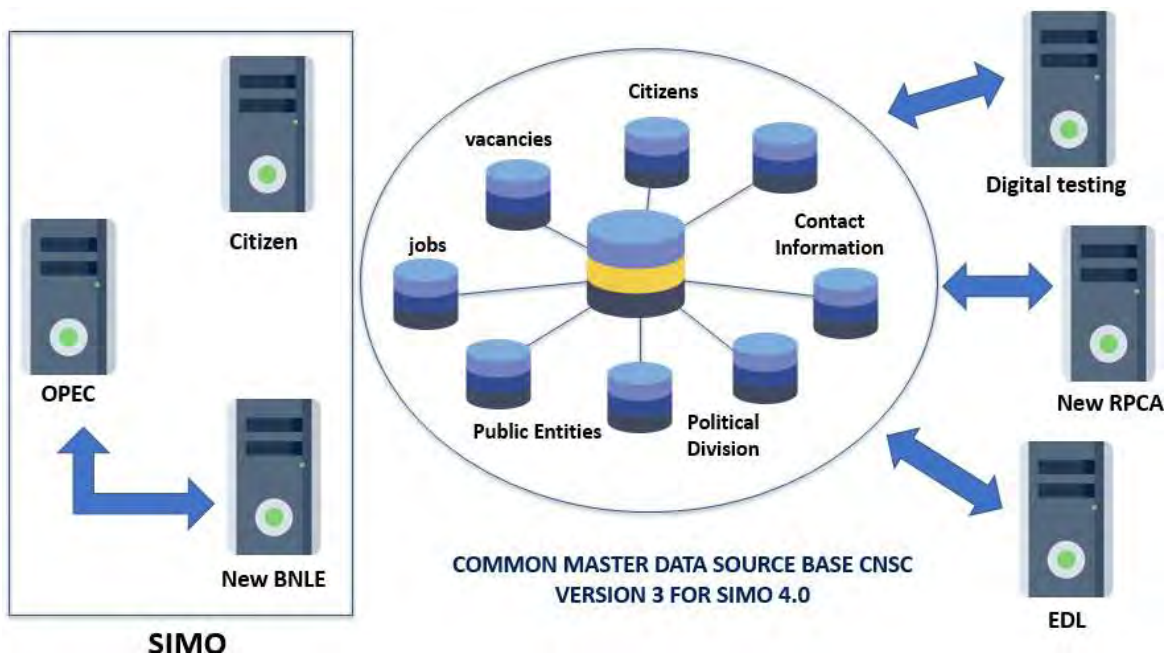 Citizen
OPEC
New BNLE
SIMO
Citizens
vacancies
jobs
Contact
Information
Public Entities
Political
Division
COMMON MASTER DATA SOURCE BASE CNSC
VERSION 3 FOR SIMO 4.0
Digital testing
New RPCA
EDL